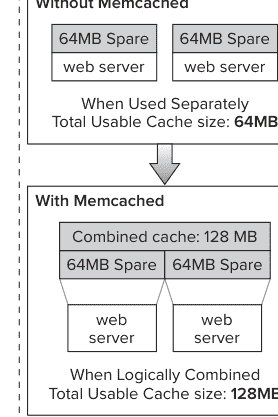 Without Memcached
64MB Spare 64MB Spare
web server web server
When Used Separately
Total Usable Cache size: 64MB
With Memcached
Combined cache: 128 MB
64MB Spare 64MB Spare
web web
server server
When Logically Combined
Total Usable Cache size: 128MB